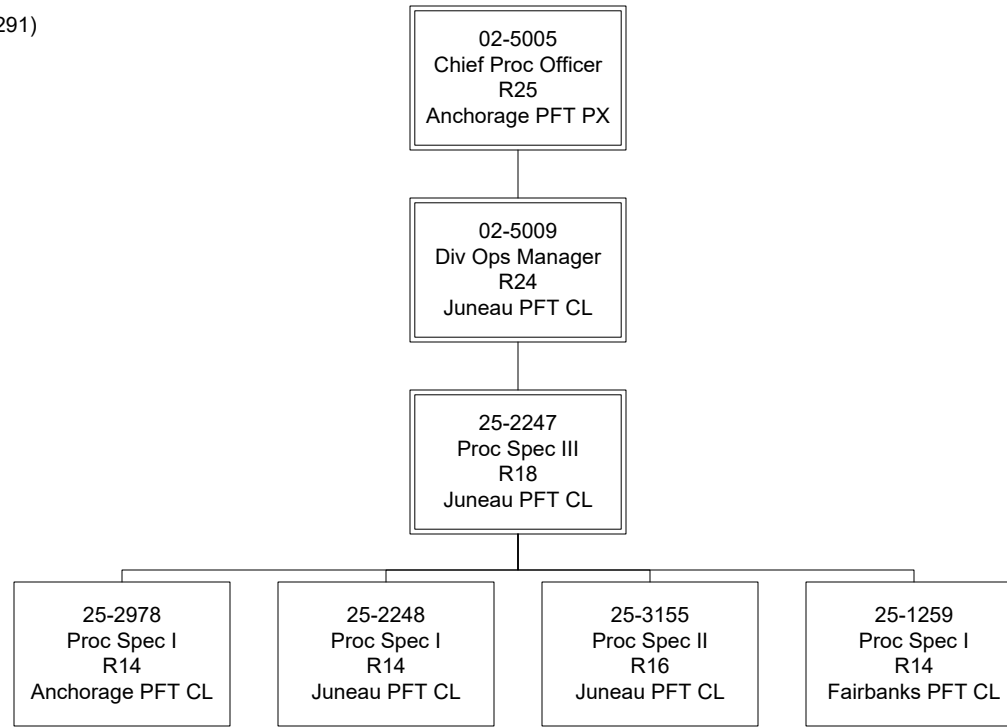 291)
02-5005
Chief Proc Officer
R25
Anchorage PFT PX
02-5009
Div Ops Manager
R24
Juneau PFT CL
25-2247
Proc Spec III
R18
Juneau PFT CL
25-2978
Proc Spec I
R14
Anchorage PFT CL
25-2248
Proc Spec I
R14
Juneau PFT CL
25-3155
Proc Spec II
R16
Juneau PFT CL
25-1259
Proc Spec I
R14
Fairbanks PFT CL